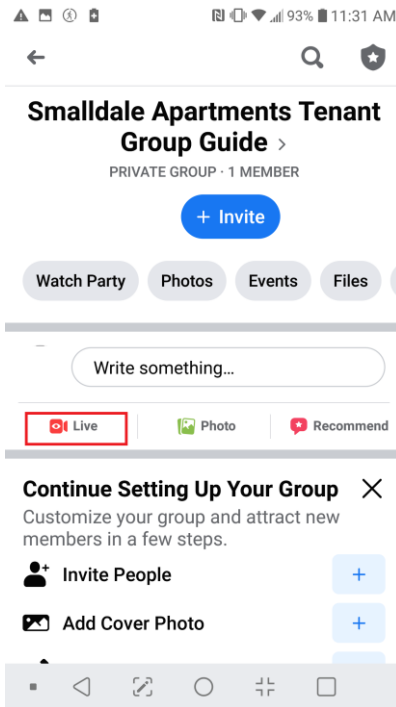 93% 11:31 AM
Smalldale Apartments Tenant
Group Guide >
PRIVATE GROUP · 1 MEMBER
+ Invite
Watch Party Photos Events Files
Write something...
Live Photo Recommend
Continue Setting Up Your Group
Customize your group and attract new
members in a few steps.
Invite People +
Add Cover Photo +